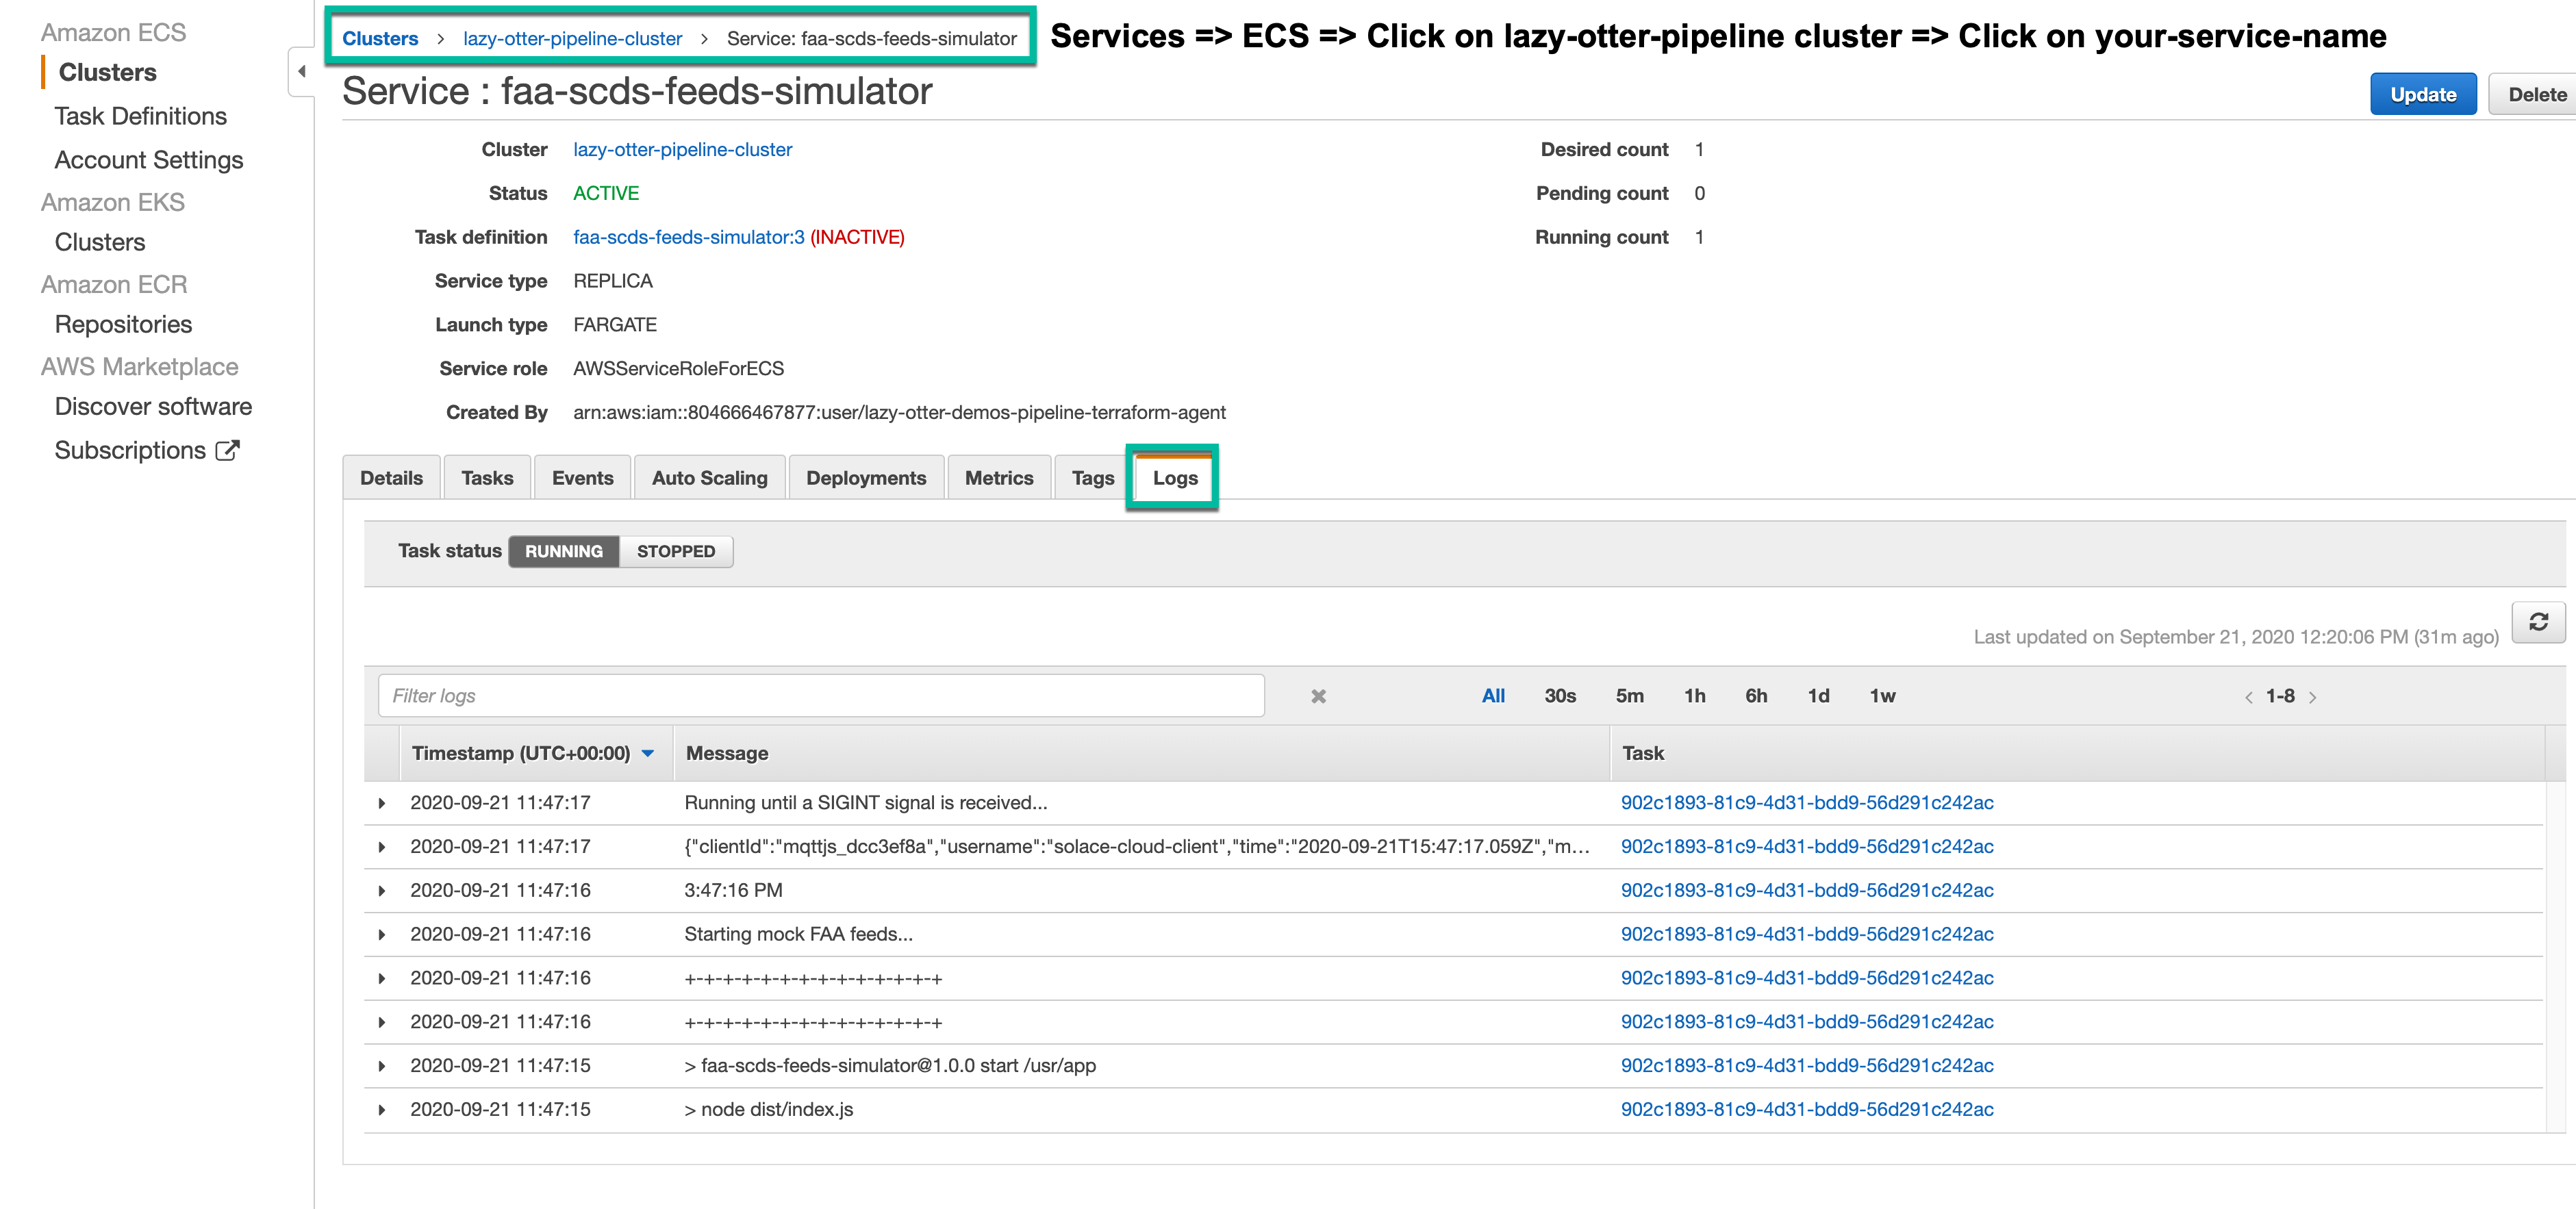 Amazon ECS
Clusters
Task Definitions
Account Settings
Amazon EKS
Clusters
Amazon ECR
Repositories
AWS Marketplace
Discover software
Subscriptions
Clusters > lazy-otter-pipeline-cluster > Service: faa-scds-feeds-simulator
Services => ECS => Click on lazy-otter-pipeline cluster => Click on your-service-name
Service : faa-scds-feeds-simulator
Update
Delete
Cluster lazy-otter-pipeline-cluster
Status ACTIVE
Task definition faa-scds-feeds-simulator:3 (INACTIVE)
Service type REPLICA
Launch type FARGATE
Service role AWSServiceRoleForECS
Created By arn:aws:iam::804666467877:user/lazy-otter-demos-pipeline-terraform-agent
Desired count 1
Pending count 0
Running count 1
Details Tasks Events Auto Scaling Deployments Metrics Tags Logs
Task status RUNNING STOPPED
Last updated on September 21, 2020 12:20:06 PM (31m ago)
Filter logs All 30s 5m 1h 6h 1d 1w < 1-8 >
Timestamp (UTC+00:00) Message Task
2020-09-21 11:47:17 Running until a SIGINT signal is received... 902c1893-81c9-4d31-bdd9-56d291c242ac
2020-09-21 11:47:17 {"clientId":"mqttjs_dcc3ef8a","username":"solace-cloud-client","time":"2020-09-21T15:47:17.059Z","m... 902c1893-81c9-4d31-bdd9-56d291c242ac
2020-09-21 11:47:16 3:47:16 PM 902c1893-81c9-4d31-bdd9-56d291c242ac
2020-09-21 11:47:16 Starting mock FAA feeds... 902c1893-81c9-4d31-bdd9-56d291c242ac
2020-09-21 11:47:16 +-+-+-+-+-+-+-+-+-+-+-+-+-+ 902c1893-81c9-4d31-bdd9-56d291c242ac
2020-09-21 11:47:16 +-+-+-+-+-+-+-+-+-+-+-+-+-+ 902c1893-81c9-4d31-bdd9-56d291c242ac
2020-09-21 11:47:15 > faa-scds-feeds-simulator@1.0.0 start /usr/app 902c1893-81c9-4d31-bdd9-56d291c242ac
2020-09-21 11:47:15 > node dist/index.js 902c1893-81c9-4d31-bdd9-56d291c242ac